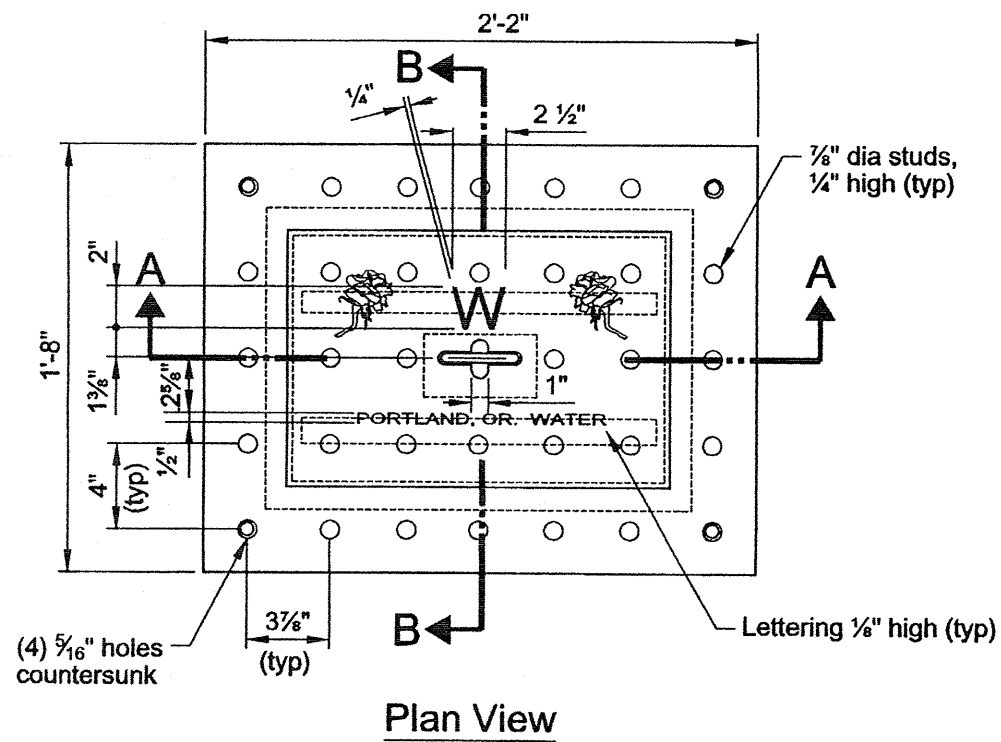 2'-2"
B
¼"
2 ½"
⅞" dia studs,
¼" high (typ)
2"
A
A
W
1'-8"
1⅜"
2⅝"
1"
PORTLAND, OR. WATER
½"
4"
(typ)
3⅞"
(typ)
B
Lettering ⅛" high (typ)
(4) 5⁄16" holes
countersunk
Plan View